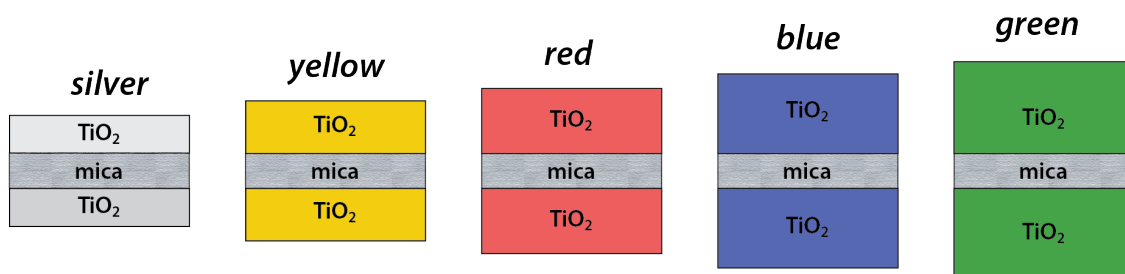 silver
yellow
red
blue
green
TiO₂
TiO₂
TiO₂
TiO₂
TiO₂
mica
mica
mica
mica
mica
TiO₂
TiO₂
TiO₂
TiO₂
TiO₂